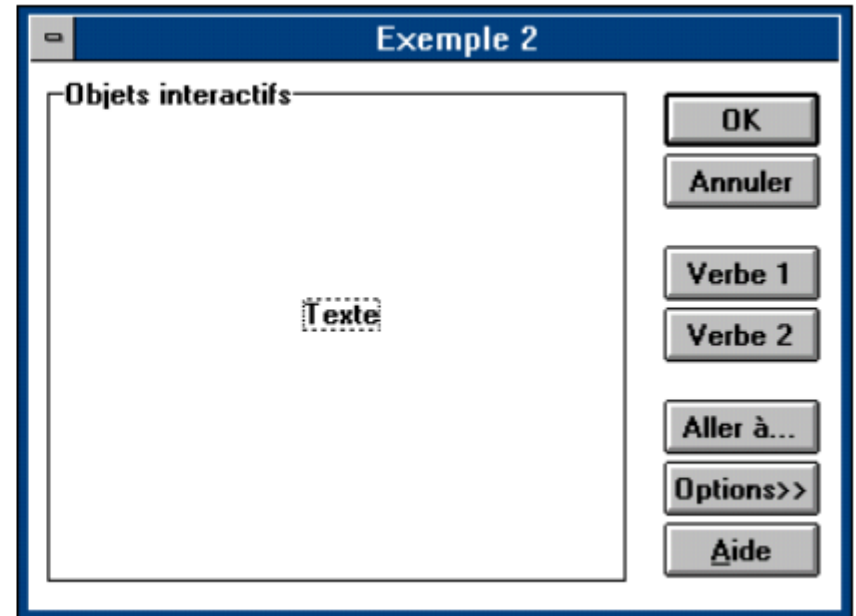 Exemple 2
Objets interactifs
Texte
OK
Annuler
Verbe 1
Verbe 2
Aller à...
Options>>
Aide